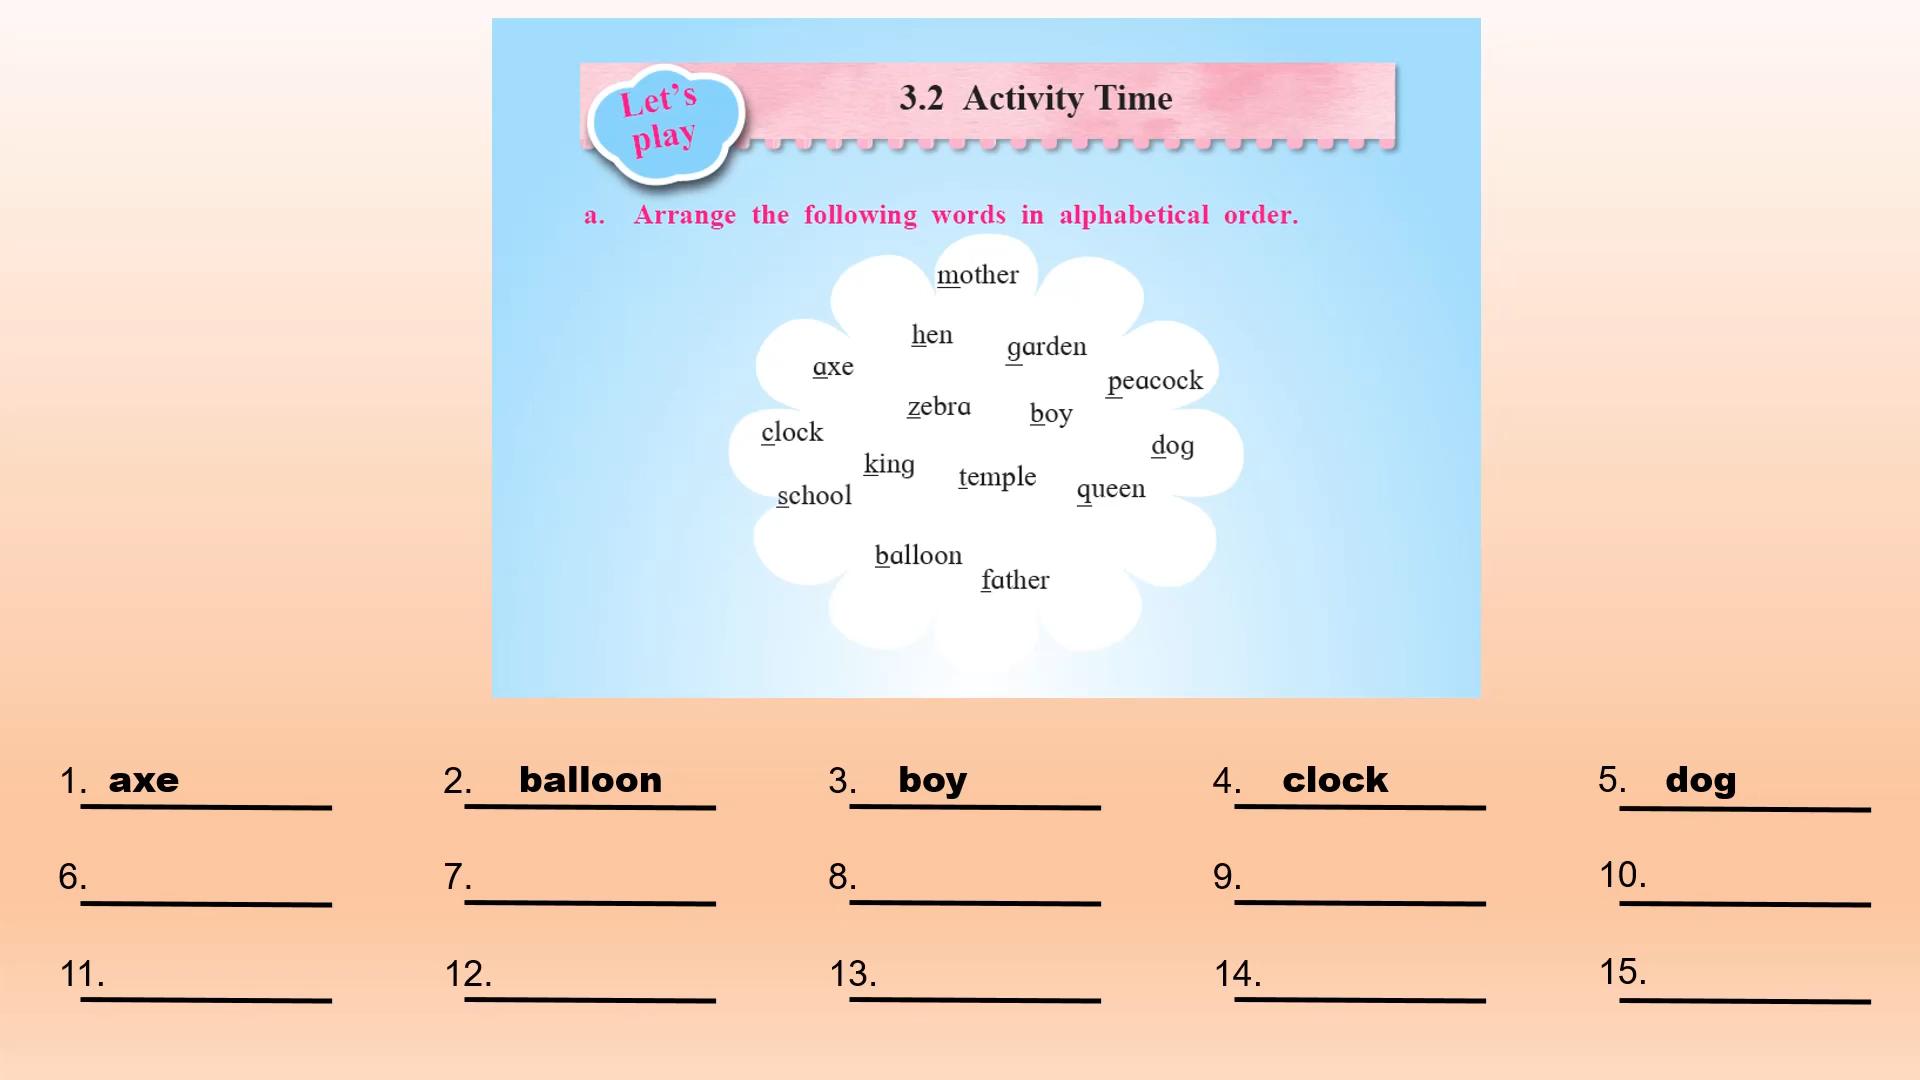 Let's
play
3.2 Activity Time
a. Arrange the following words in alphabetical order.
mother
hen
garden
axe
peacock
zebra
boy
clock
dog
king
temple
queen
school
balloon
father
1. axe 2. balloon 3. boy 4. clock 5. dog
6. 7. 8. 9. 10.
11. 12. 13. 14. 15.